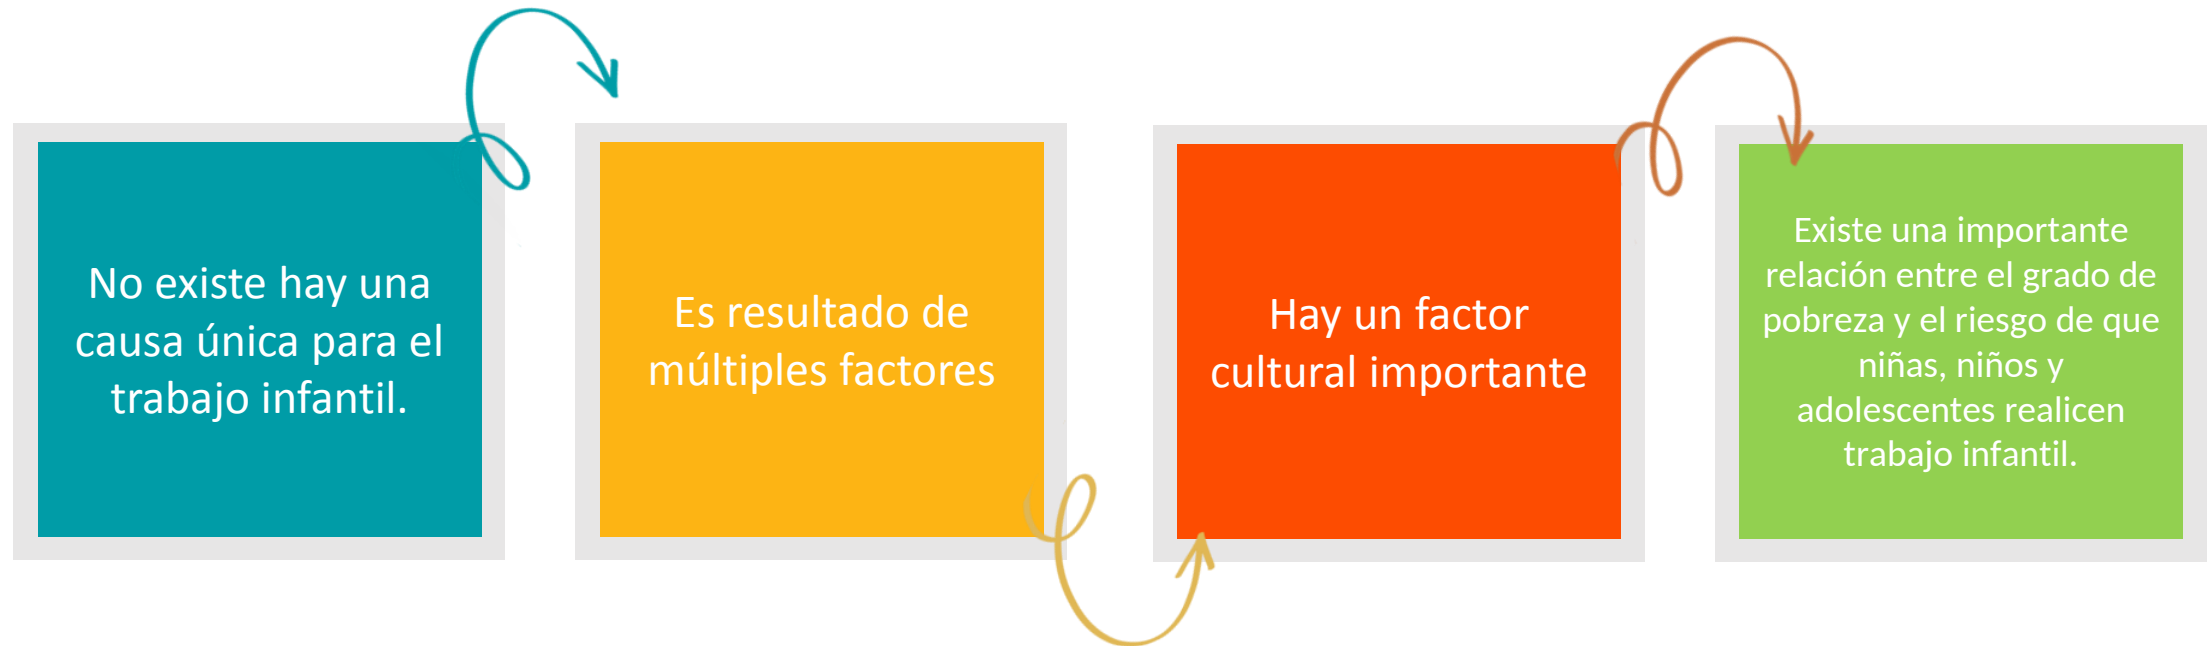 No existe hay una
causa única para el
trabajo infantil.
Es resultado de
múltiples factores
Hay un factor
cultural importante
Existe una importante
relación entre el grado de
pobreza y el riesgo de que
niñas, niños y
adolescentes realicen
trabajo infantil.